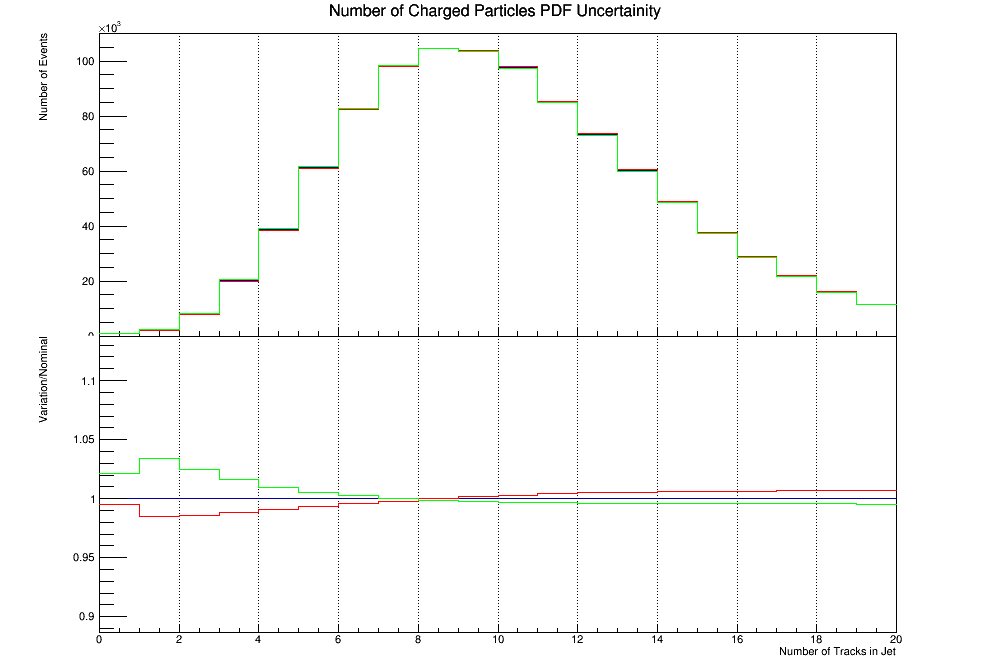 Number of Charged Particles PDF Uncertainity
×10³
Number of Events
100
80
60
40
20
0
Variation/Nominal
1.1
1.05
1
0.95
0.9
0 2 4 6 8 10 12 14 16 18 20
Number of Tracks in Jet